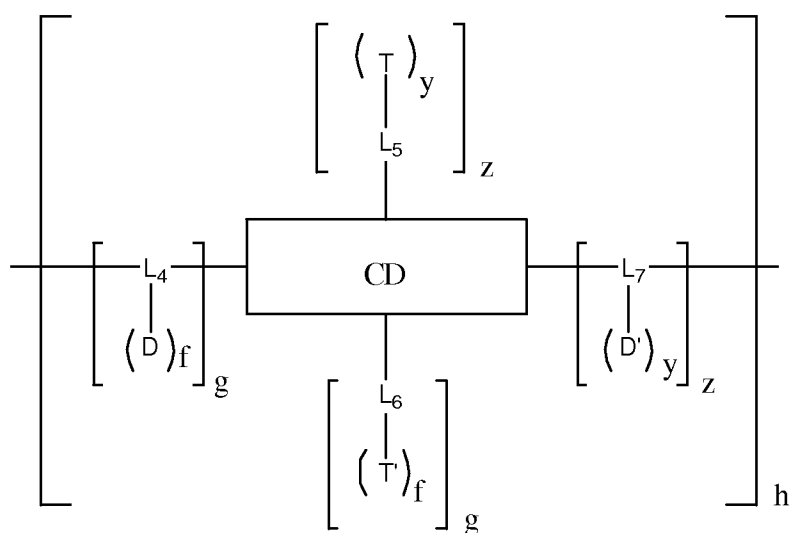 ( T )y
L5
z
L4 CD L7
( D )f ( D' )y
g z
L6
( T' )f
g
h